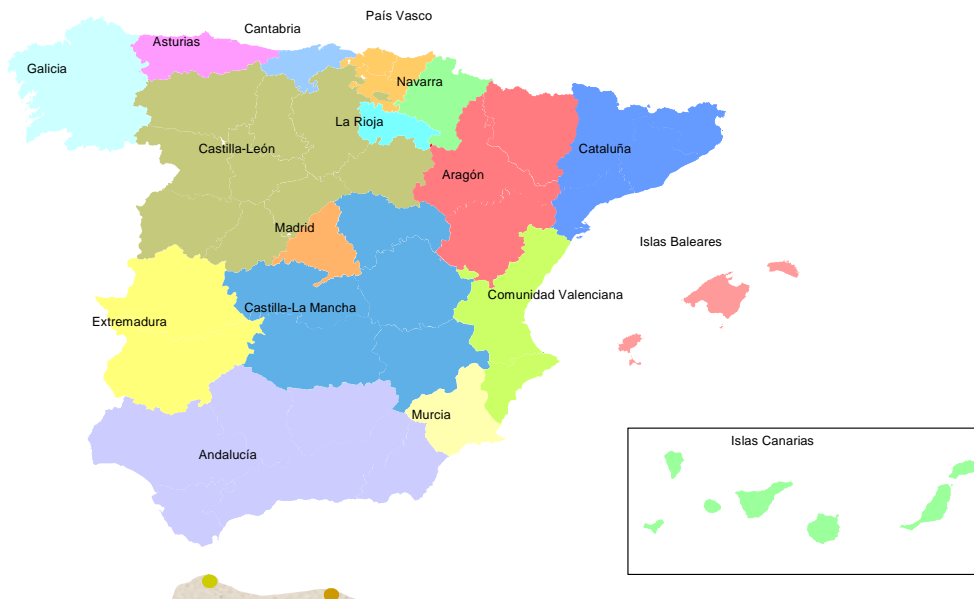 País Vasco
Cantabria
Asturias
Galicia
Navarra
La Rioja
Castilla-León
Cataluña
Aragón
Madrid
Islas Baleares
Comunidad Valenciana
Castilla-La Mancha
Extremadura
Murcia
Islas Canarias
Andalucía